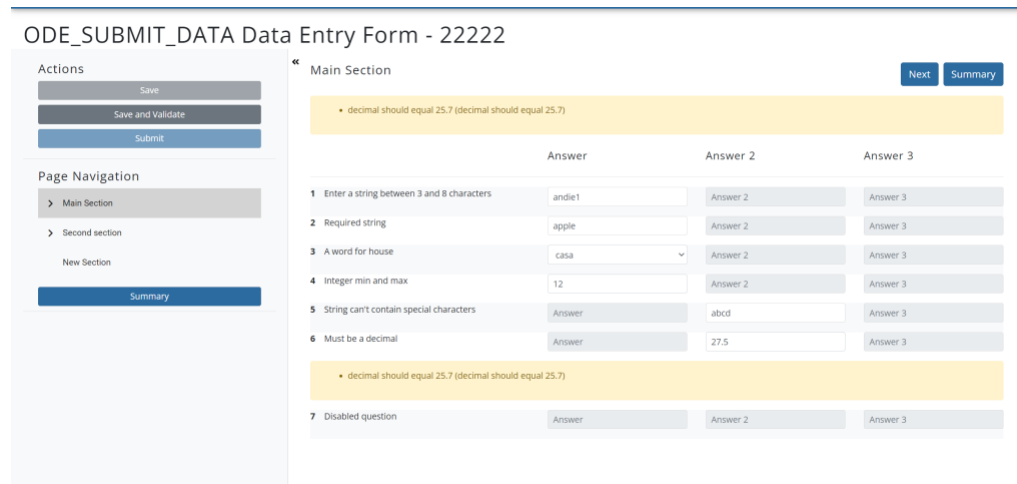 ODE_SUBMIT_DATA Data Entry Form - 22222
Actions
Save
Save and Validate
Submit
Page Navigation
Main Section
Second section
New Section
Summary
«
Main Section
Next Summary
• decimal should equal 25.7 (decimal should equal 25.7)
Answer Answer 2 Answer 3
1 Enter a string between 3 and 8 characters andie1 Answer 2 Answer 3
2 Required string apple Answer 2 Answer 3
3 A word for house casa Answer 2 Answer 3
4 Integer min and max 12 Answer 2 Answer 3
5 String can't contain special characters Answer abcd Answer 3
6 Must be a decimal Answer 27.5 Answer 3
• decimal should equal 25.7 (decimal should equal 25.7)
7 Disabled question Answer Answer 2 Answer 3